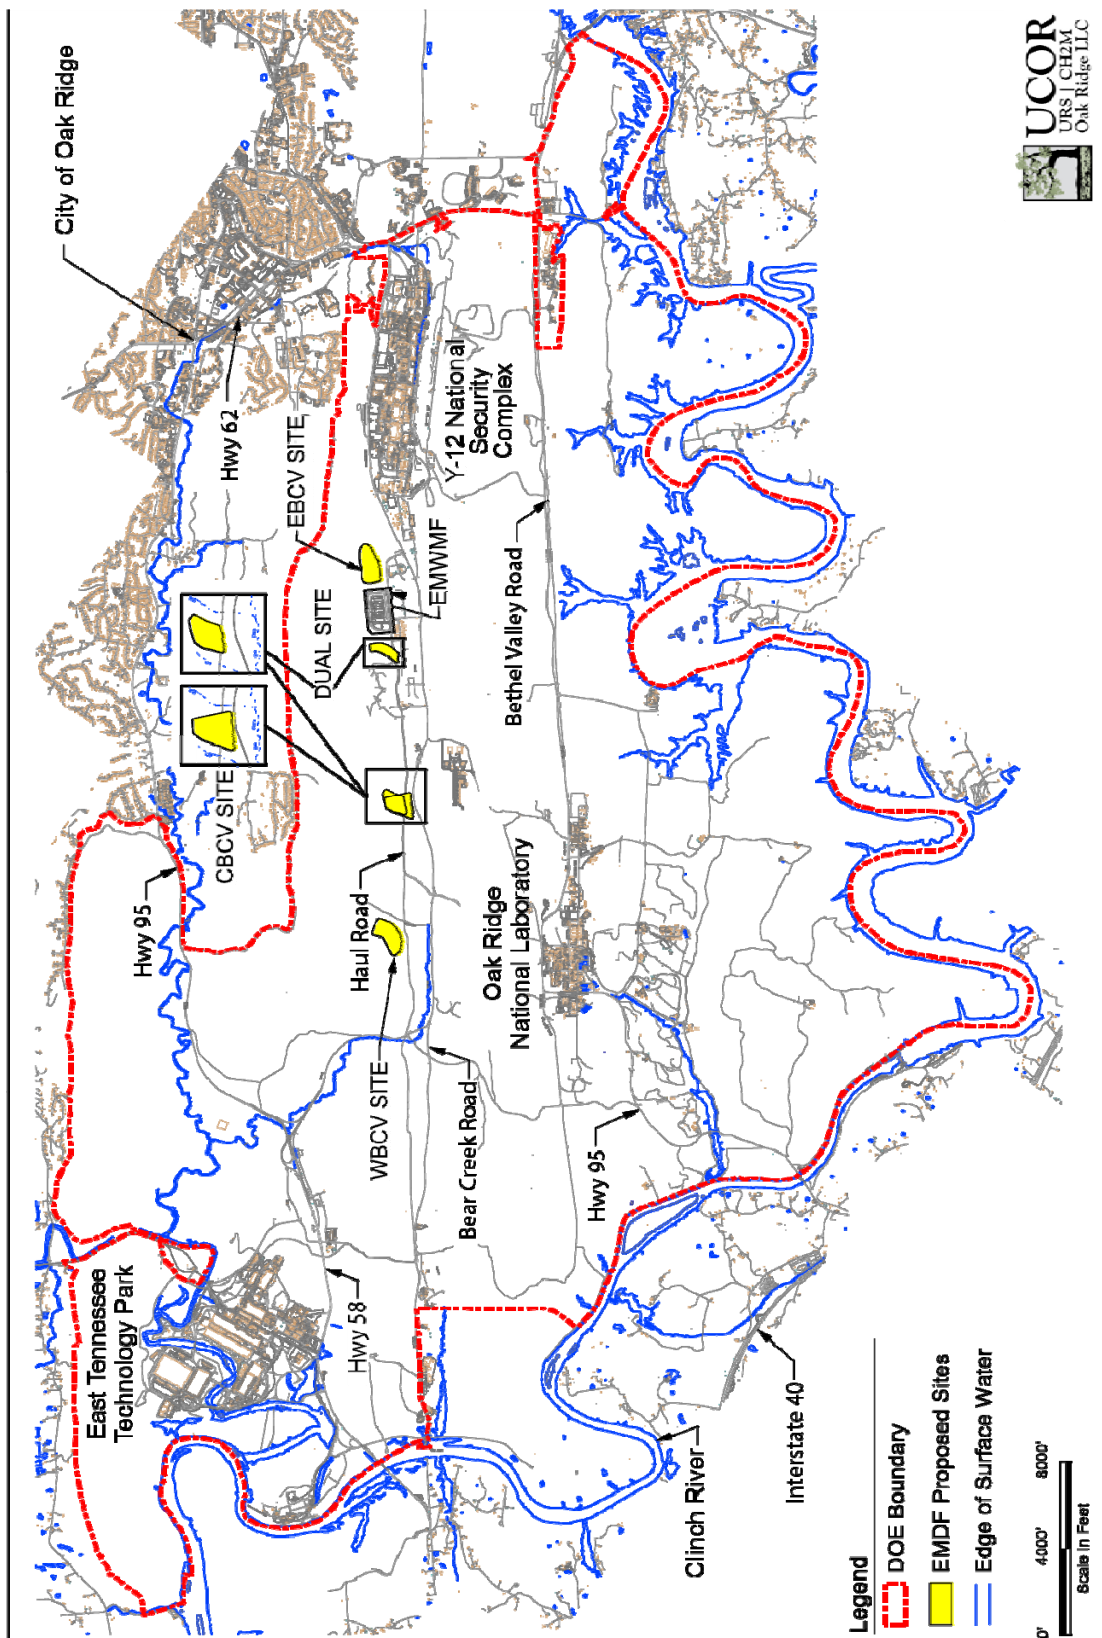 City of Oak Ridge
Hwy 62
EBCV SITE
DUAL SITE
EMWMF
Y-12 National
Security
Complex
Bethel Valley Road
CBCV SITE
Hwy 95
Haul Road
Oak Ridge
National Laboratory
WBCV SITE
Bear Creek Road
Hwy 95
East Tennessee
Technology Park
Hwy 58
Clinch River
Interstate 40
Legend
DOE Boundary
EMDF Proposed Sites
Edge of Surface Water
0' 4000' 8000'
Scale in Feet
UCOR
URS | CH2M
Oak Ridge LLC